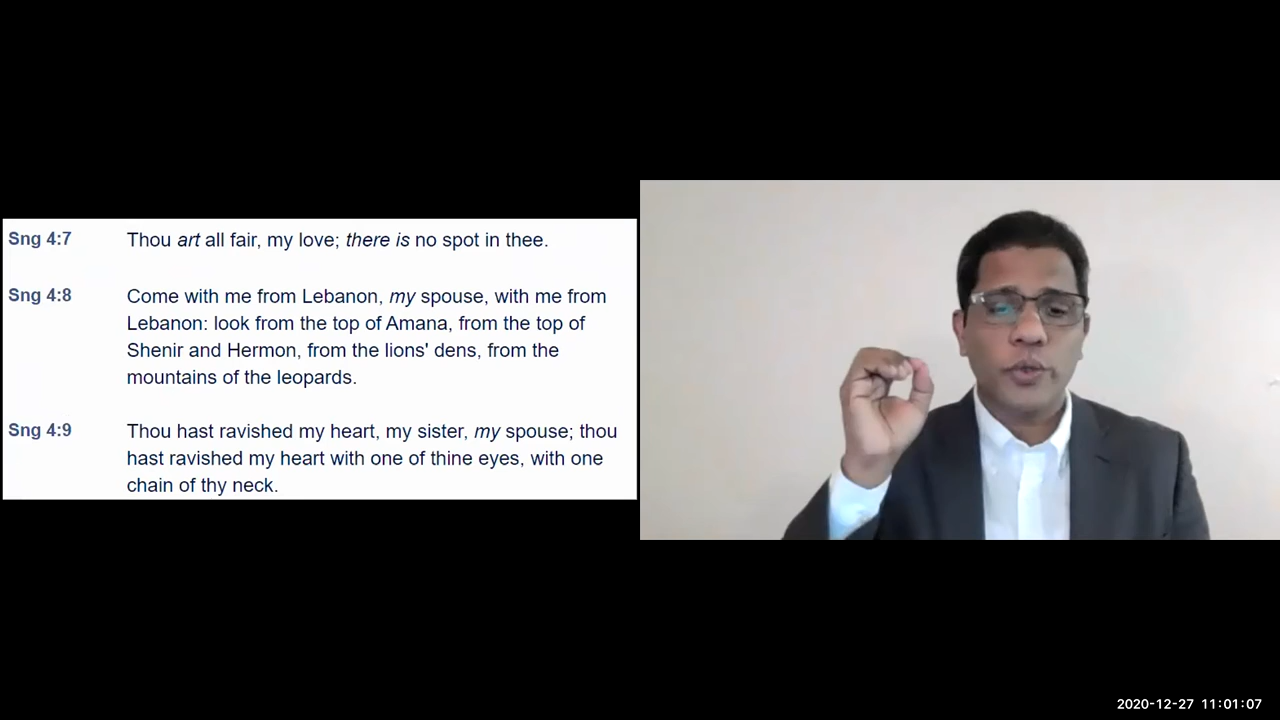 Sng 4:7 Thou art all fair, my love; there is no spot in thee.
Sng 4:8 Come with me from Lebanon, my spouse, with me from
Lebanon: look from the top of Amana, from the top of
Shenir and Hermon, from the lions' dens, from the
mountains of the leopards.
Sng 4:9 Thou hast ravished my heart, my sister, my spouse; thou
hast ravished my heart with one of thine eyes, with one
chain of thy neck.
2020-12-27 11:01:07